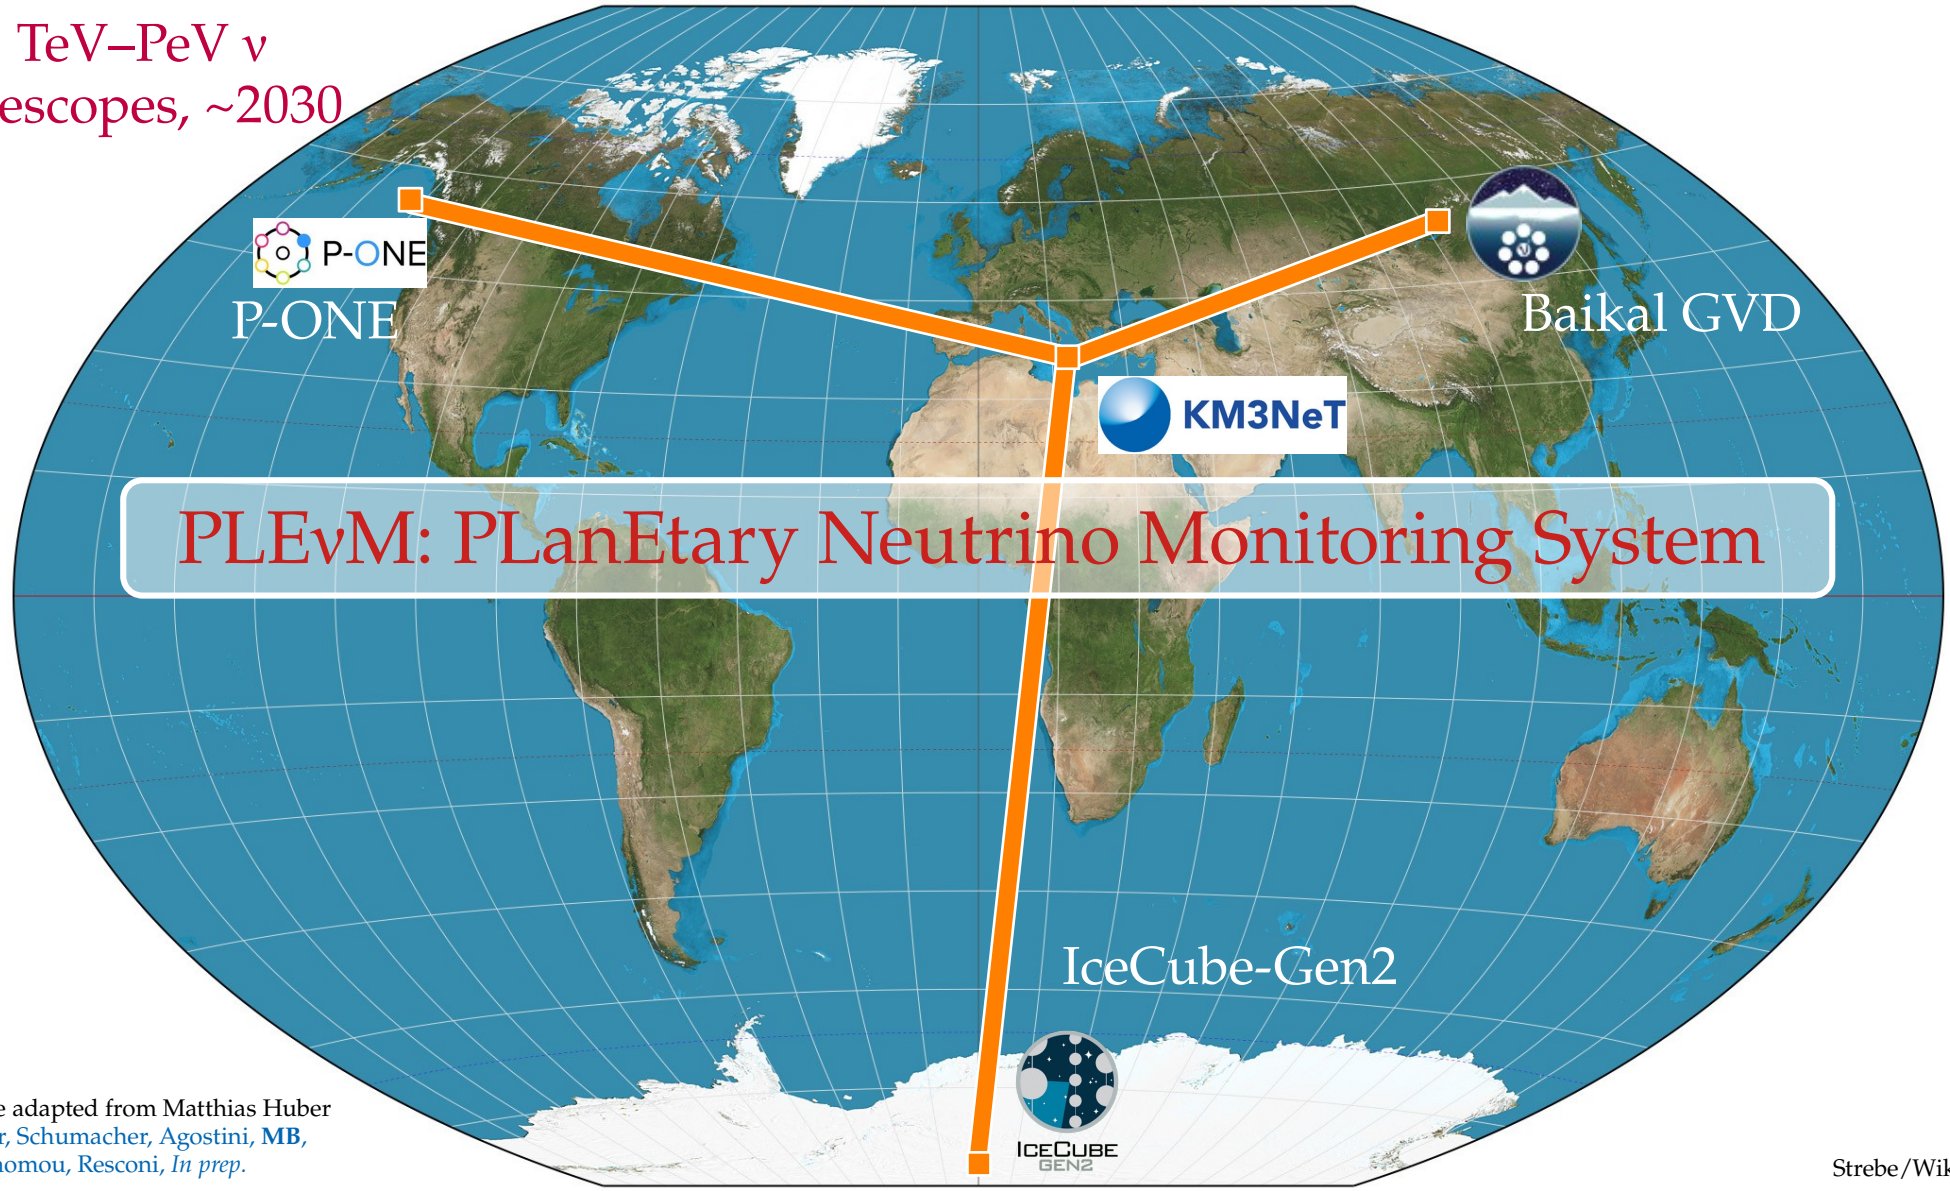 TeV–PeV ν
escopes, ~2030
P-ONE
P-ONE
Baikal GVD
KM3NeT
PLEνM: PLanEtary Neutrino Monitoring System
IceCube-Gen2
ICECUBE
GEN2
e adapted from Matthias Huber
r, Schumacher, Agostini, MB,
nomou, Resconi, In prep.
Strebe/Wik